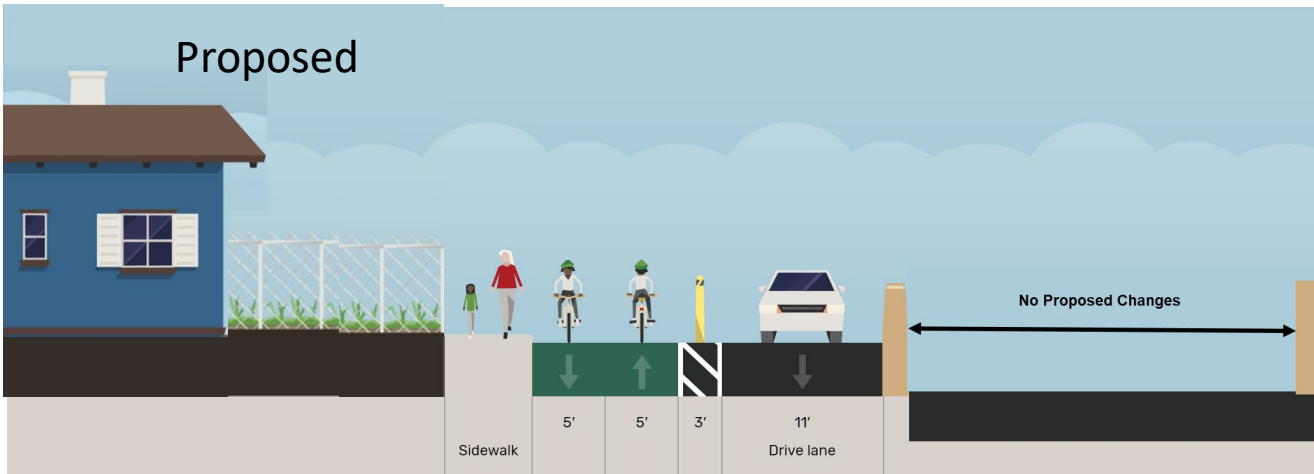 Proposed
No Proposed Changes
5′ 5′ 3′ 11′
Sidewalk Drive lane